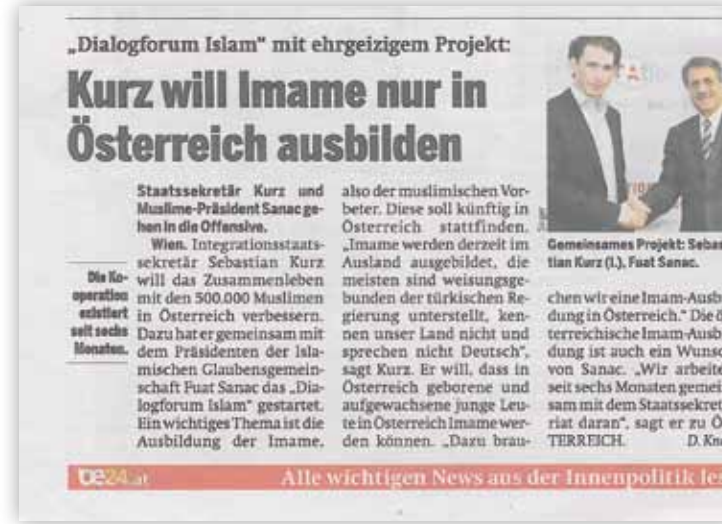 „Dialogforum Islam" mit ehrgeizigem Projekt:
Kurz will Imame nur in
Österreich ausbilden
Staatssekretär Kurz und
Muslime-Präsident Sanac ge-
hen in die Offensive.
Wien. Integrationsstaats-
sekretär Sebastian Kurz
will das Zusammenleben
mit den 500.000 Muslimen
in Österreich verbessern.
Dazu hat er gemeinsam mit
dem Präsidenten der Isla-
mischen Glaubensgemein-
schaft Fuat Sanac das „Dia-
logforum Islam" gestartet.
Ein wichtiges Thema ist die
Ausbildung der Imame,
Die Ko-
operation
existiert
seit sechs
Monaten.
also der muslimischen Vor-
beter. Diese soll künftig in
Österreich stattfinden.
„Imame werden derzeit im
Ausland ausgebildet, die
meisten sind weisungsge-
bunden der türkischen Re-
gierung unterstellt, ken-
nen unser Land nicht und
sprechen nicht Deutsch",
sagt Kurz. Er will, dass in
Österreich geborene und
aufgewachsene junge Leu-
te in Österreich Imame wer-
den können. „Dazu brau-
Gemeinsames Projekt: Sebas
tian Kurz (l.), Fuat Sanac.
chen wir eine Imam-Ausb
dung in Österreich." Die ö
terreichische Imam-Ausb
dung ist auch ein Wunsc
von Sanac. „Wir arbeite
seit sechs Monaten gemei
sam mit dem Staatssekret
riat daran", sagt er zu Ö
TERREICH.
oe24.at
Alle wichtigen News aus der Innenpolitik le